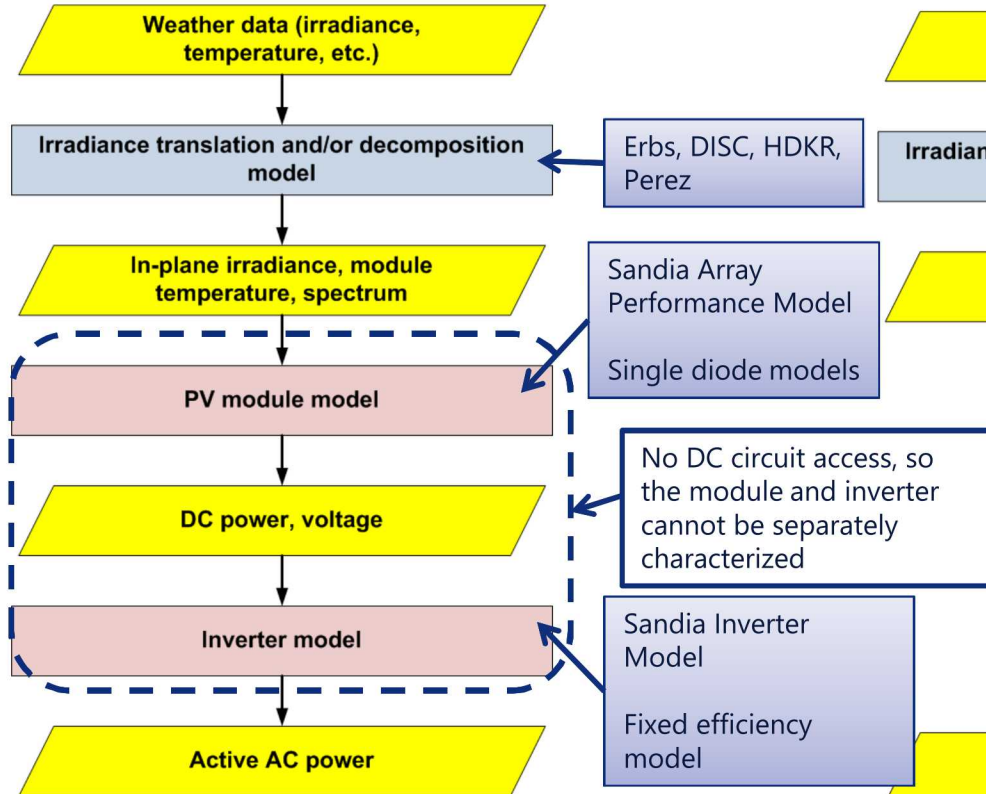 Weather data (irradiance,
temperature, etc.)
Irradiance translation and/or decomposition
model
Erbs, DISC, HDKR,
Perez
Irradian
In-plane irradiance, module
temperature, spectrum
Sandia Array
Performance Model
Single diode models
PV module model
No DC circuit access, so
the module and inverter
cannot be separately
characterized
DC power, voltage
Sandia Inverter
Model
Fixed efficiency
model
Inverter model
Active AC power